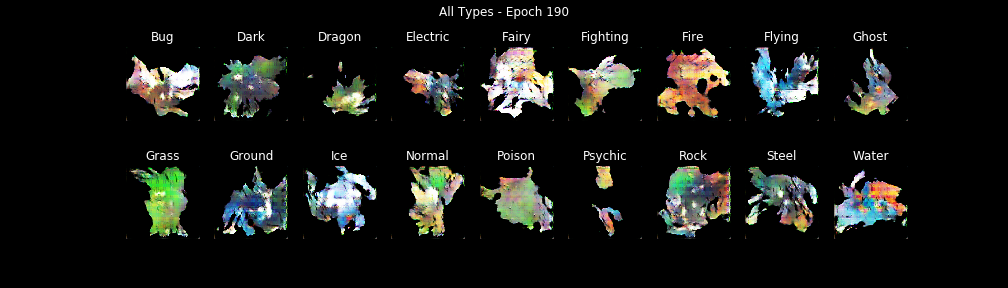 All Types - Epoch 190
Bug Dark Dragon Electric Fairy Fighting Fire Flying Ghost
Grass Ground Ice Normal Poison Psychic Rock Steel Water